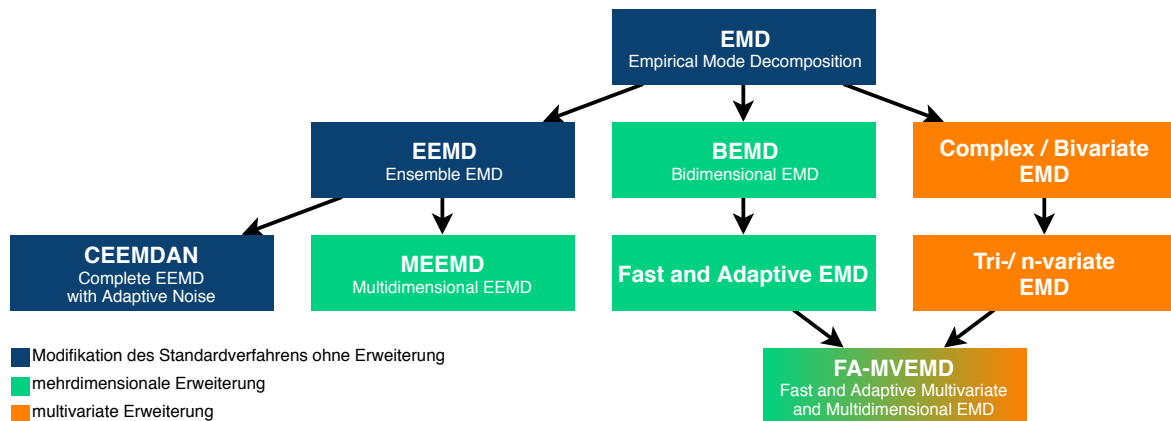 EMD
Empirical Mode Decomposition
EEMD
Ensemble EMD
BEMD
Bidimensional EMD
Complex / Bivariate
EMD
CEEMDAN
Complete EEMD
with Adaptive Noise
MEEMD
Multidimensional EEMD
Fast and Adaptive EMD
Tri-/ n-variate
EMD
FA-MVEMD
Fast and Adaptive Multivariate
and Multidimensional EMD
Modifikation des Standardverfahrens ohne Erweiterung
mehrdimensionale Erweiterung
multivariate Erweiterung